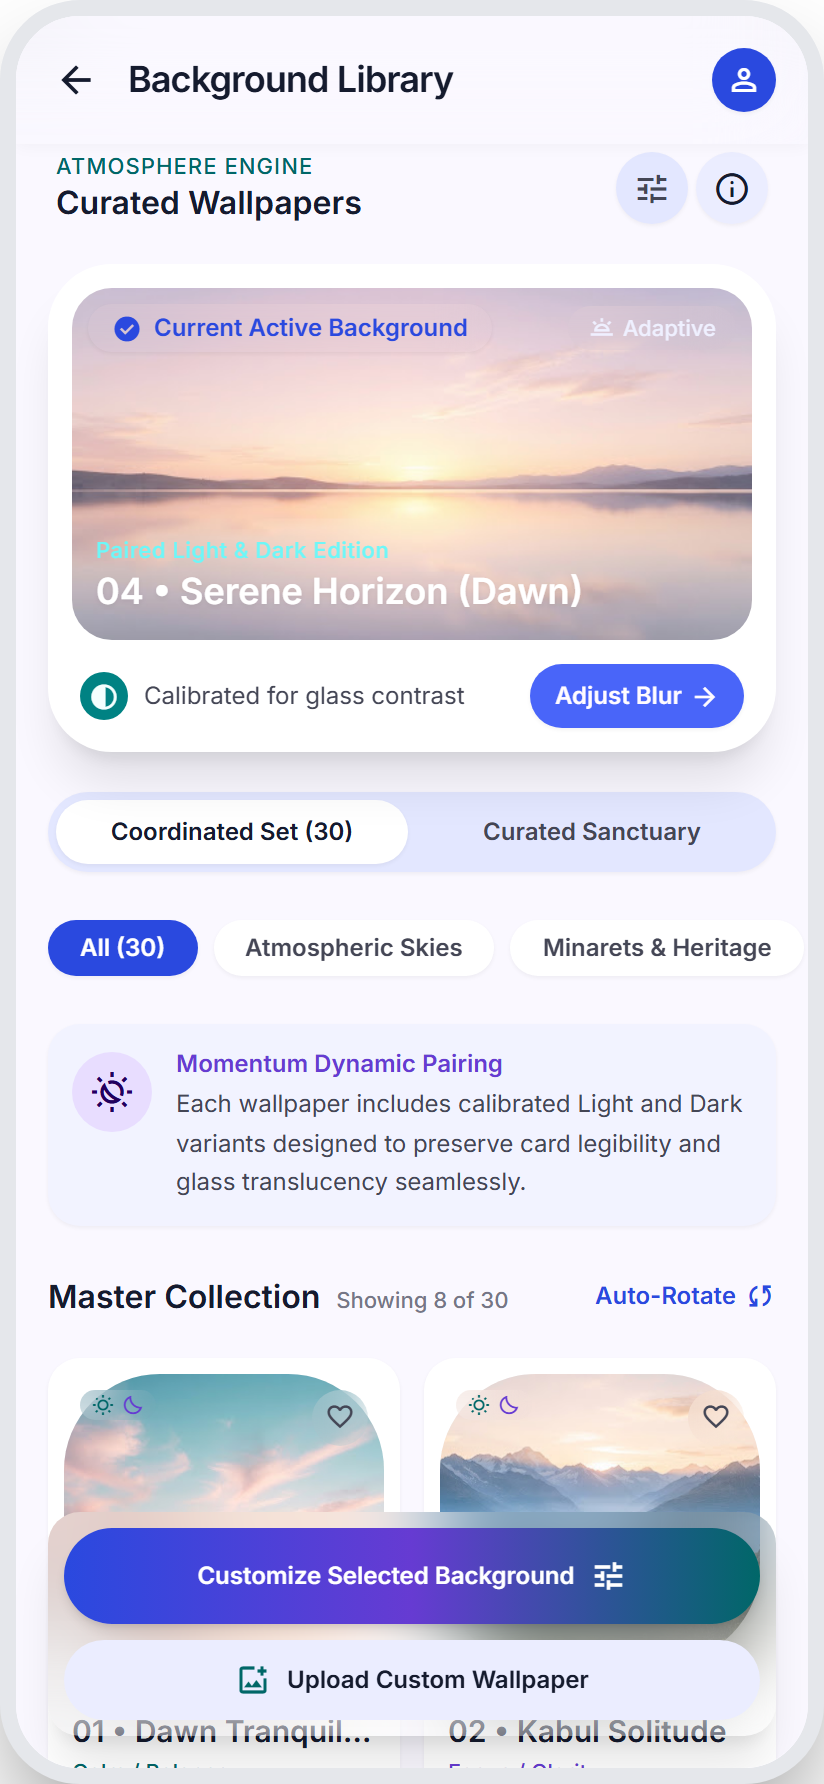 Background Library
ATMOSPHERE ENGINE
Curated Wallpapers
Current Active Background
Adaptive
Paired Light & Dark Edition
04 • Serene Horizon (Dawn)
Calibrated for glass contrast
Adjust Blur
Coordinated Set (30)
Curated Sanctuary
All (30)
Atmospheric Skies
Minarets & Heritage
Momentum Dynamic Pairing
Each wallpaper includes calibrated Light and Dark
variants designed to preserve card legibility and
glass translucency seamlessly.
Master Collection
Showing 8 of 30
Auto-Rotate
Customize Selected Background
Upload Custom Wallpaper
01 • Dawn Tranquil...
02 • Kabul Solitude